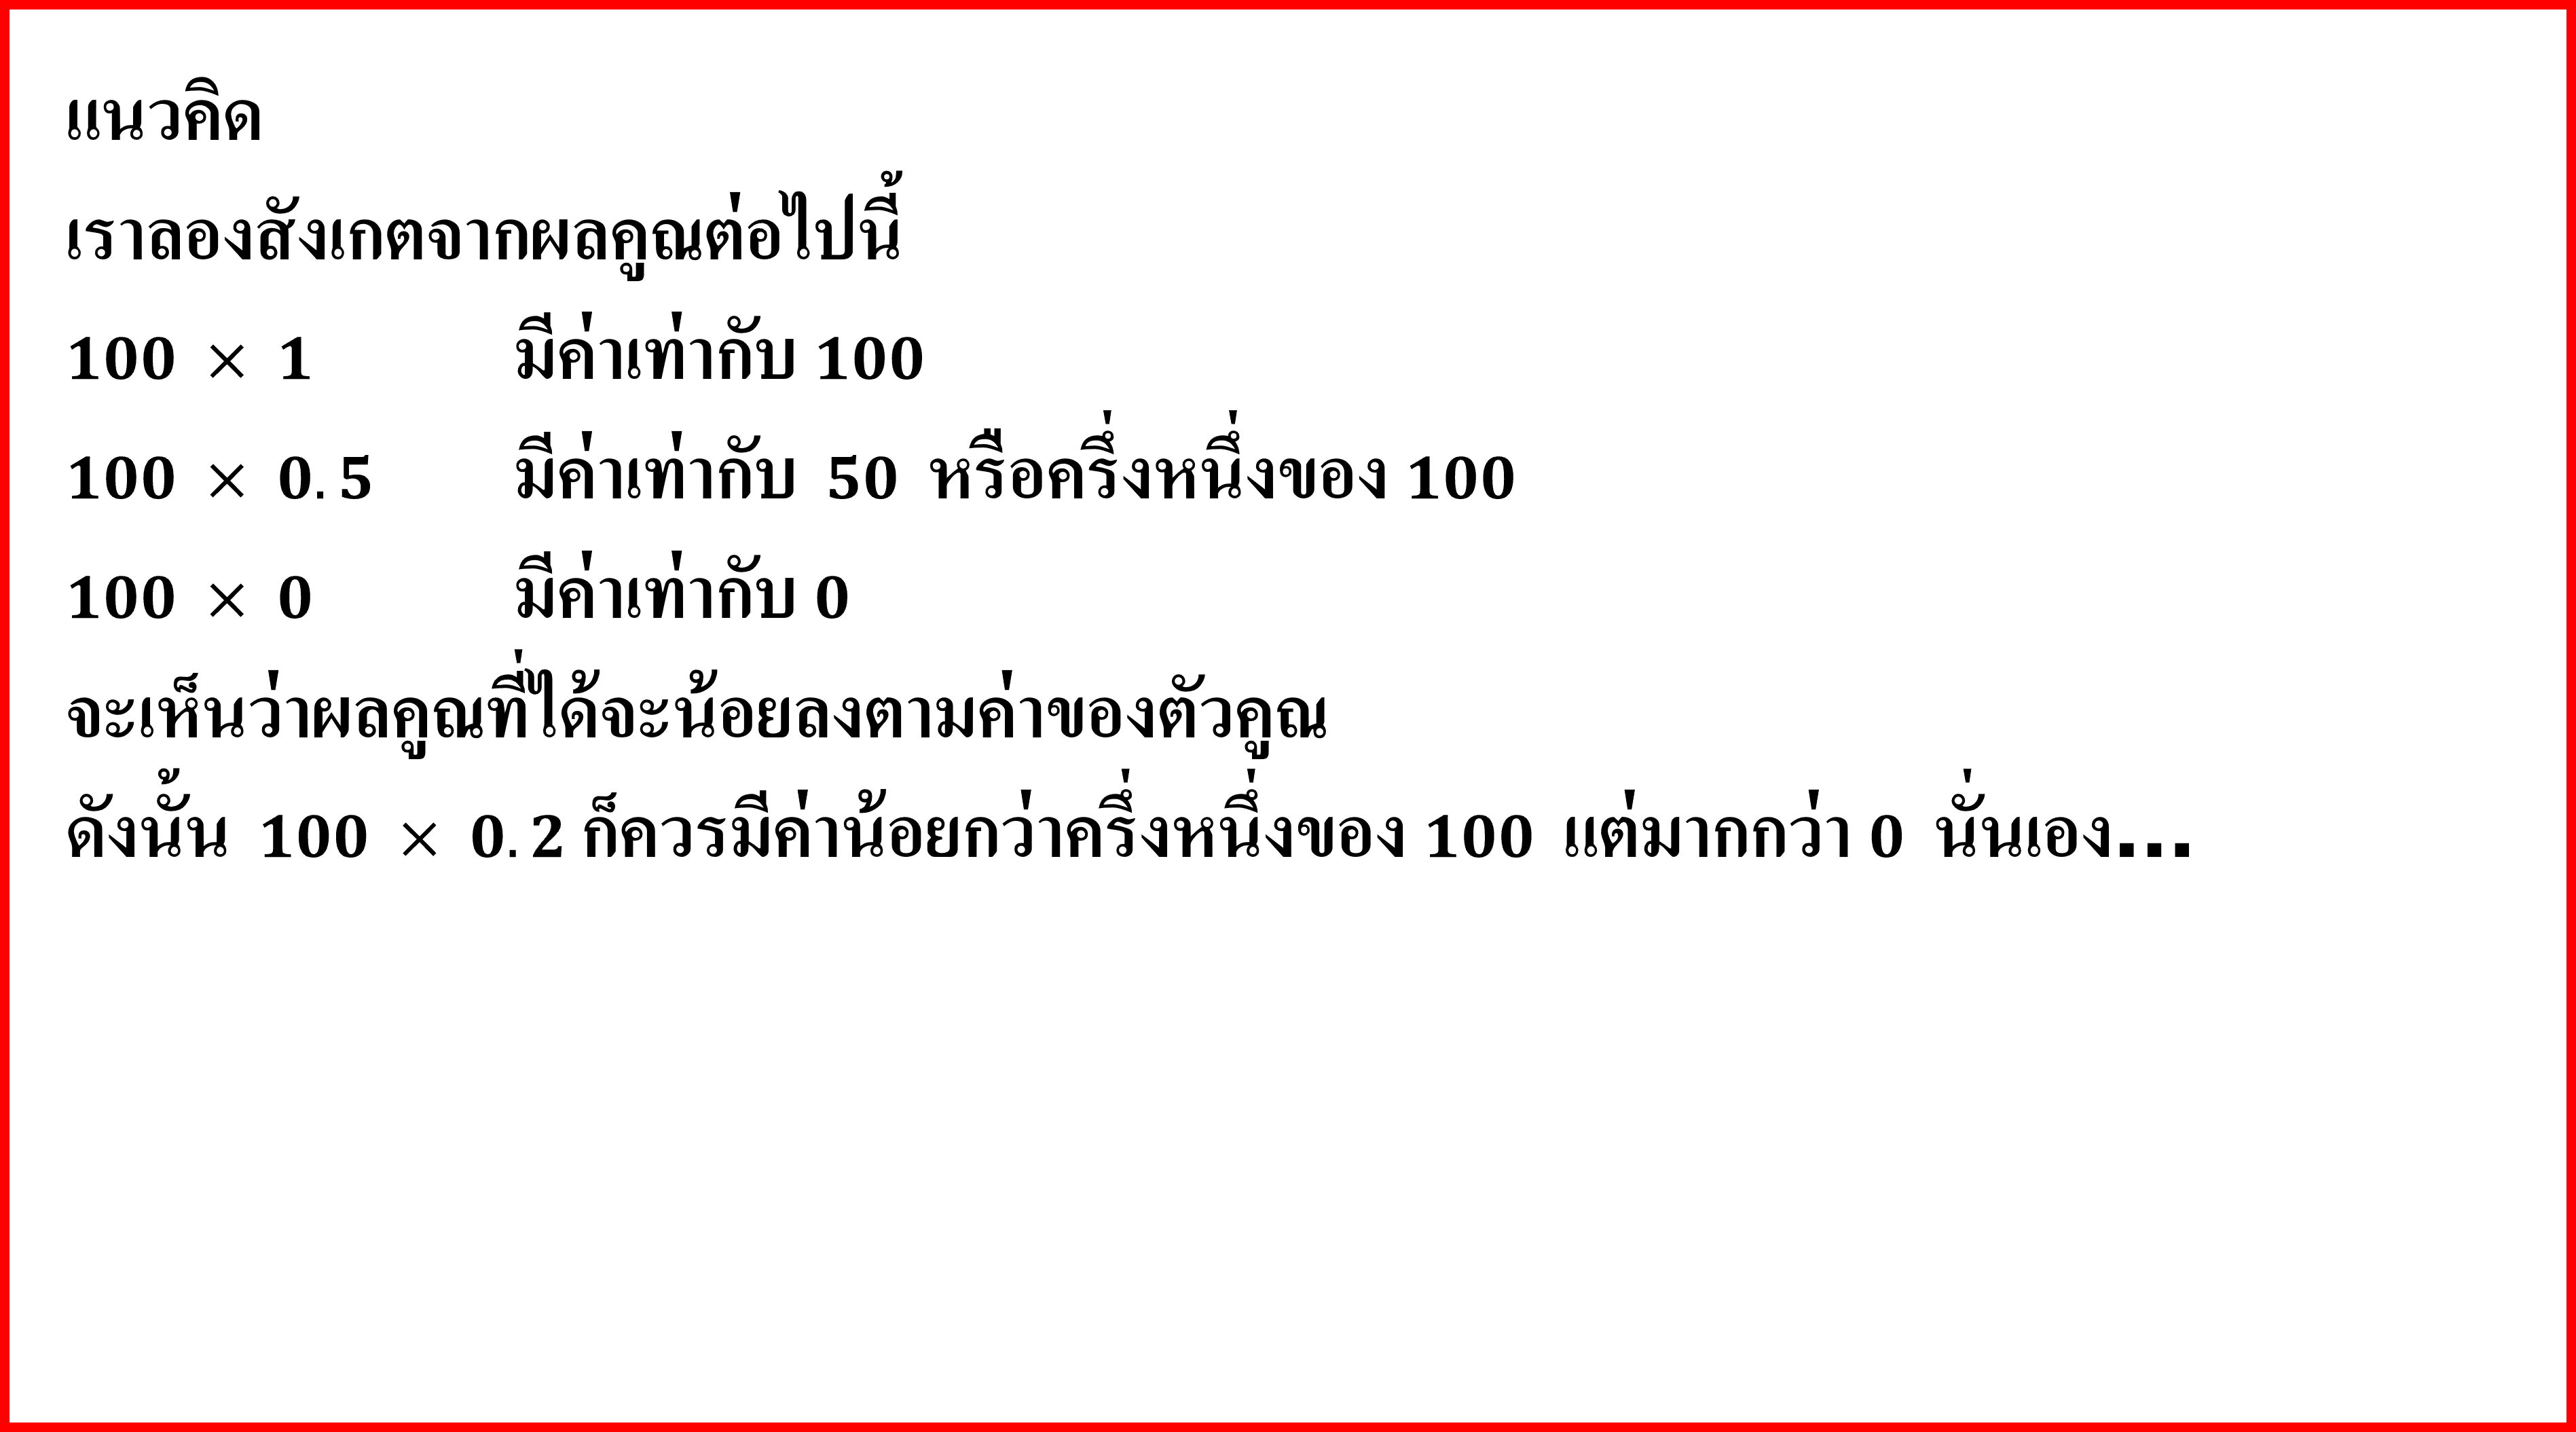 แนวคิด
เราลองสังเกตจากผลคูณต่อไปนี้
100 × 1 มีค่าเท่ากับ 100
100 × 0.5 มีค่าเท่ากับ 50 หรือครึ่งหนึ่งของ 100
100 × 0 มีค่าเท่ากับ 0
จะเห็นว่าผลคูณที่ได้จะน้อยลงตามค่าของตัวคูณ
ดังนั้น 100 × 0.2 ก็ควรมีค่าน้อยกว่าครึ่งหนึ่งของ 100 แต่มากกว่า 0 นั่นเอง...